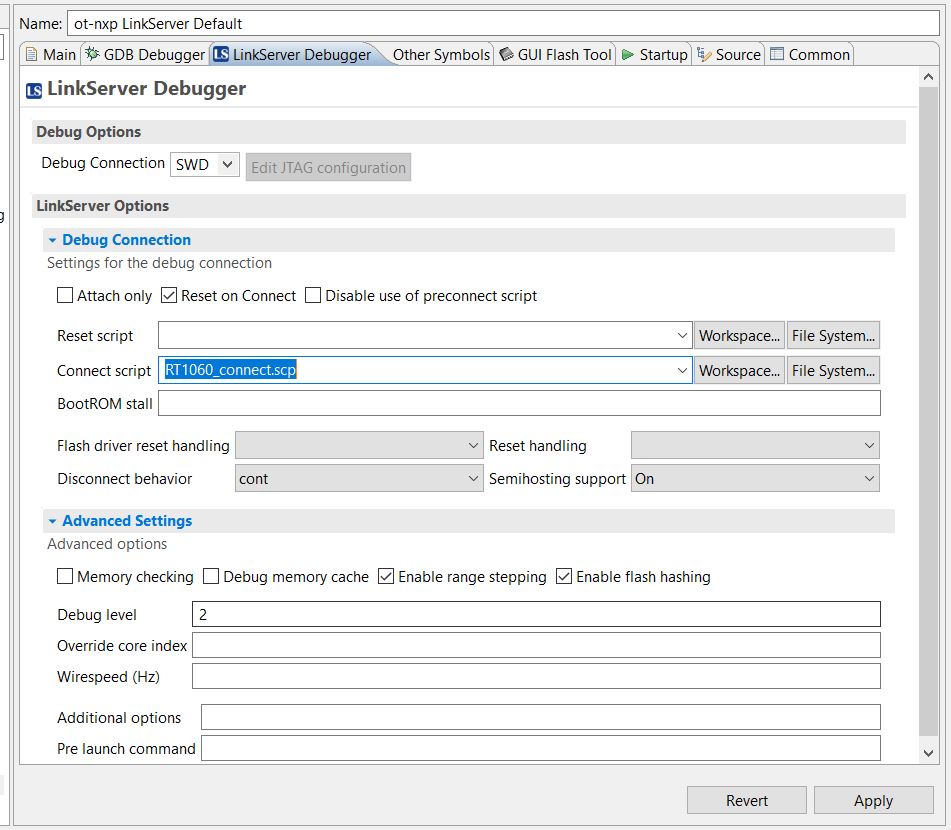 Name: ot-nxp LinkServer Default
Main GDB Debugger LS LinkServer Debugger Other Symbols GUI Flash Tool Startup Source Common
LS LinkServer Debugger
Debug Options
Debug Connection SWD Edit JTAG configuration
LinkServer Options
Debug Connection
Settings for the debug connection
Attach only Reset on Connect Disable use of preconnect script
Reset script Workspace... File System...
Connect script RT1060_connect.scp Workspace... File System...
BootROM stall
Flash driver reset handling Reset handling
Disconnect behavior cont Semihosting support On
Advanced Settings
Advanced options
Memory checking Debug memory cache Enable range stepping Enable flash hashing
Debug level 2
Override core index
Wirespeed (Hz)
Additional options
Pre launch command
Revert Apply